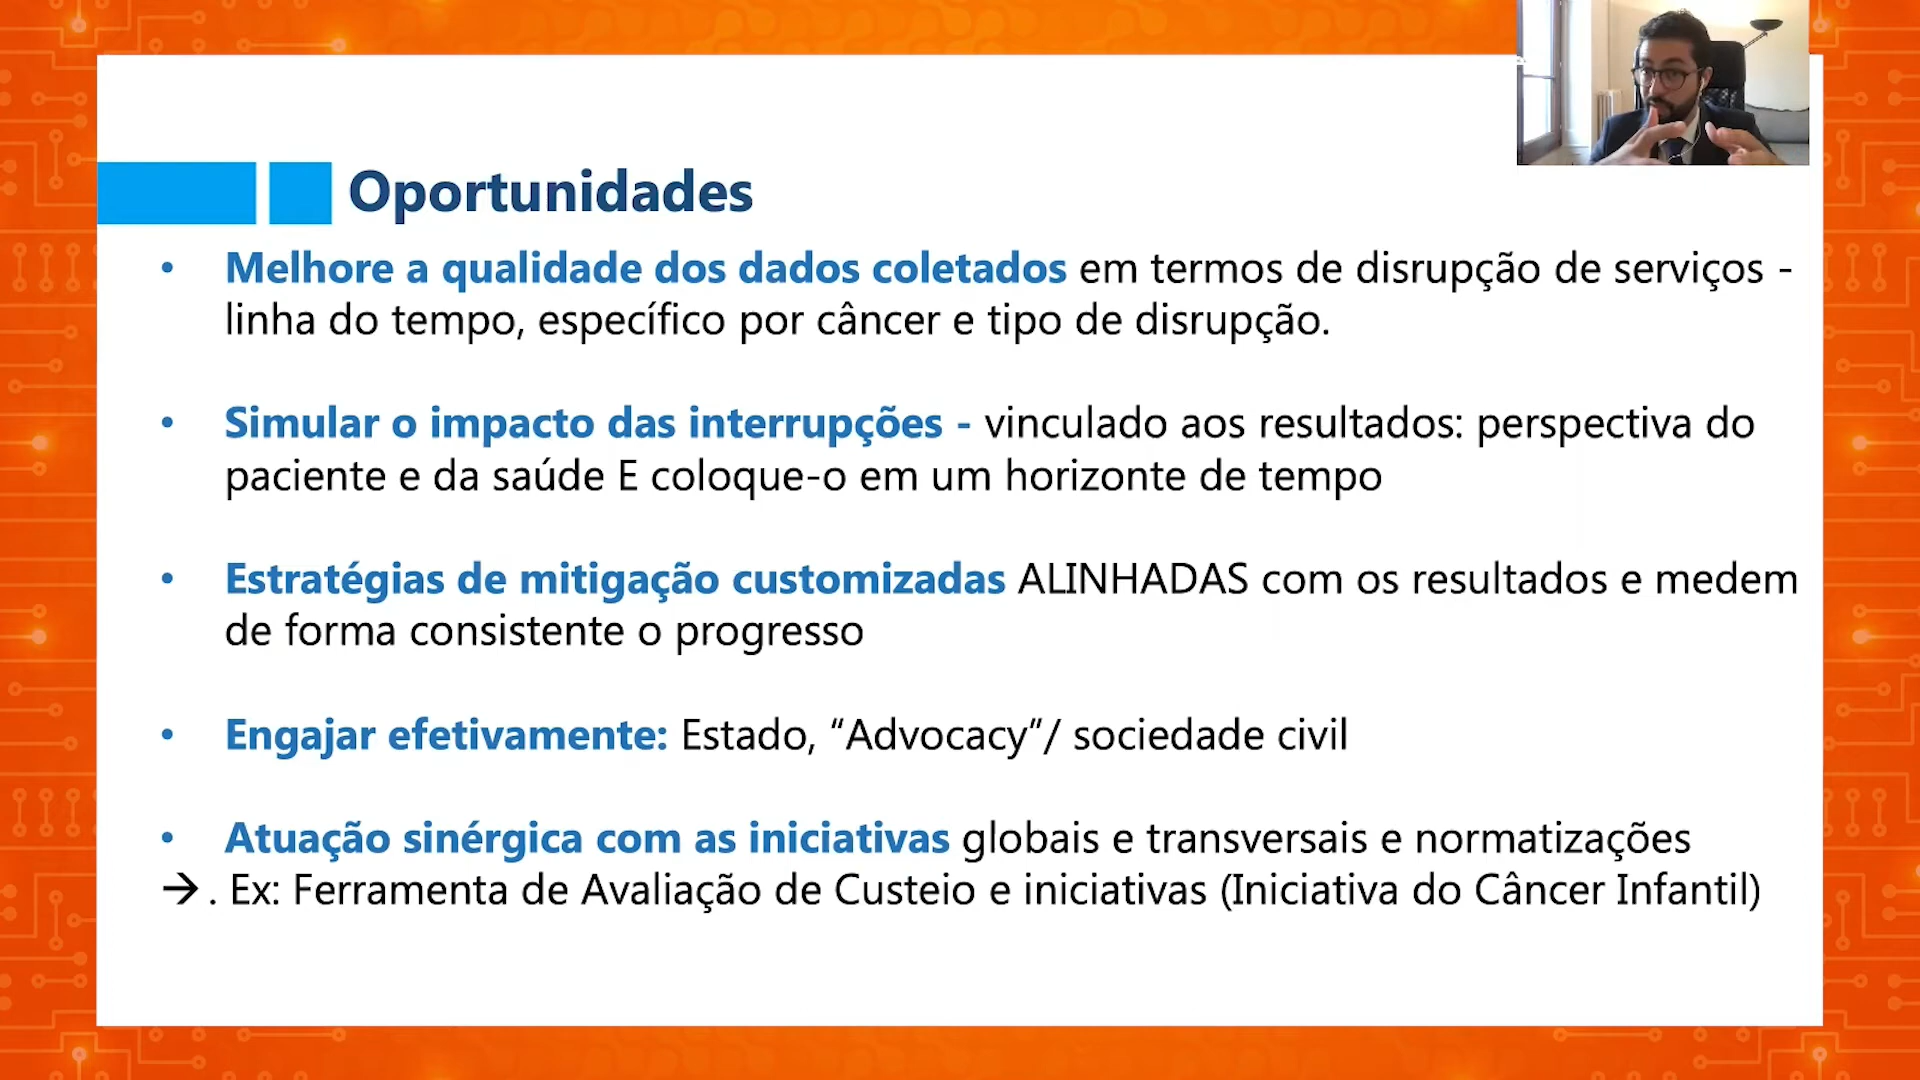 Oportunidades
• Melhore a qualidade dos dados coletados em termos de disrupção de serviços -
linha do tempo, específico por câncer e tipo de disrupção.
• Simular o impacto das interrupções - vinculado aos resultados: perspectiva do
paciente e da saúde E coloque-o em um horizonte de tempo
• Estratégias de mitigação customizadas ALINHADAS com os resultados e medem
de forma consistente o progresso
• Engajar efetivamente: Estado, “Advocacy”/ sociedade civil
• Atuação sinérgica com as iniciativas globais e transversais e normatizações
→ . Ex: Ferramenta de Avaliação de Custeio e iniciativas (Iniciativa do Câncer Infantil)